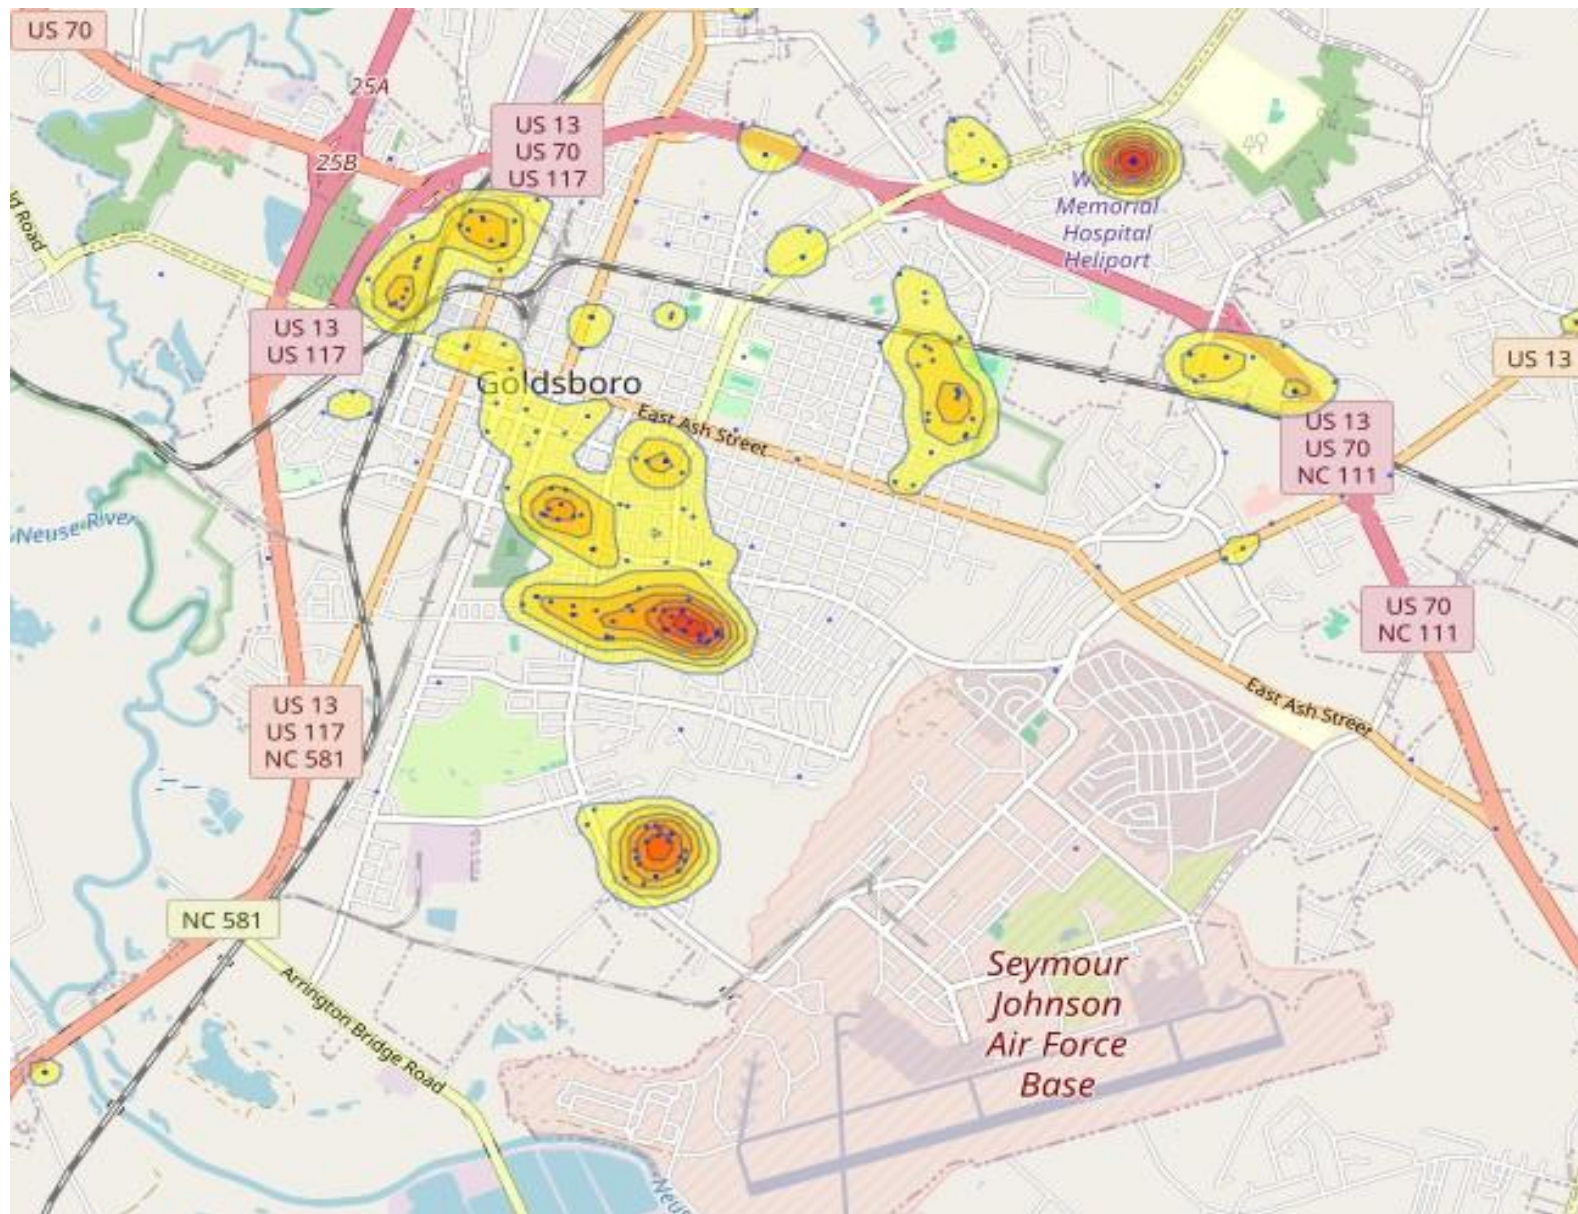 US 70
25A
25B
US 13
US 70
US 117
Road
Memorial
Hospital
Heliport
US 13
US 117
US 13
Goldsboro
East Ash Street
US 13
US 70
NC 111
Neuse River
US 70
NC 111
East Ash Street
US 13
US 117
NC 581
NC 581
Arrington Bridge Road
Seymour
Johnson
Air Force
Base